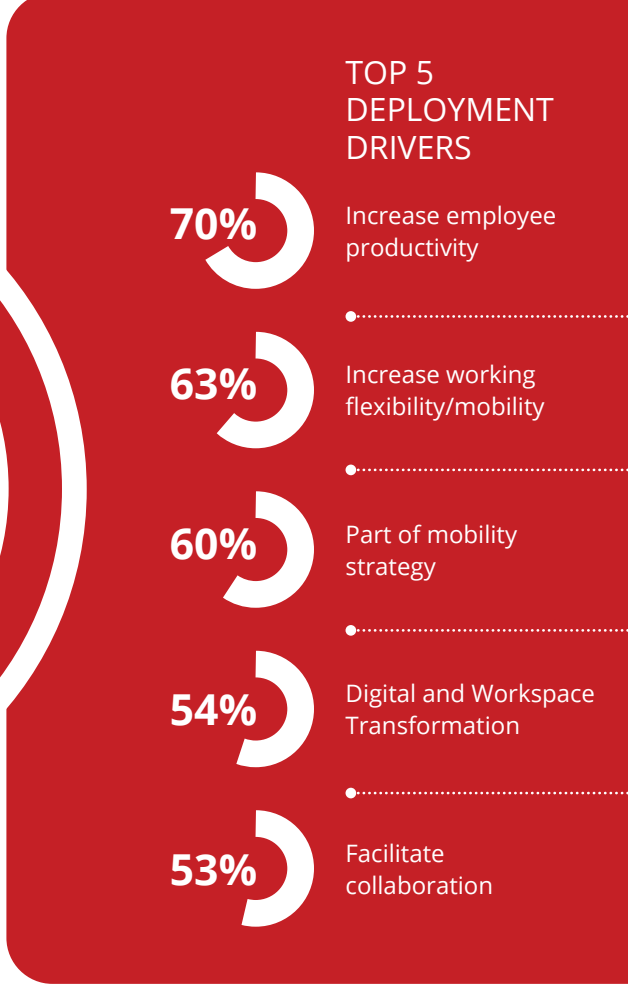 TOP 5
DEPLOYMENT
DRIVERS
70%
Increase employee
productivity
63%
Increase working
flexibility/mobility
60%
Part of mobility
strategy
54%
Digital and Workspace
Transformation
53%
Facilitate
collaboration